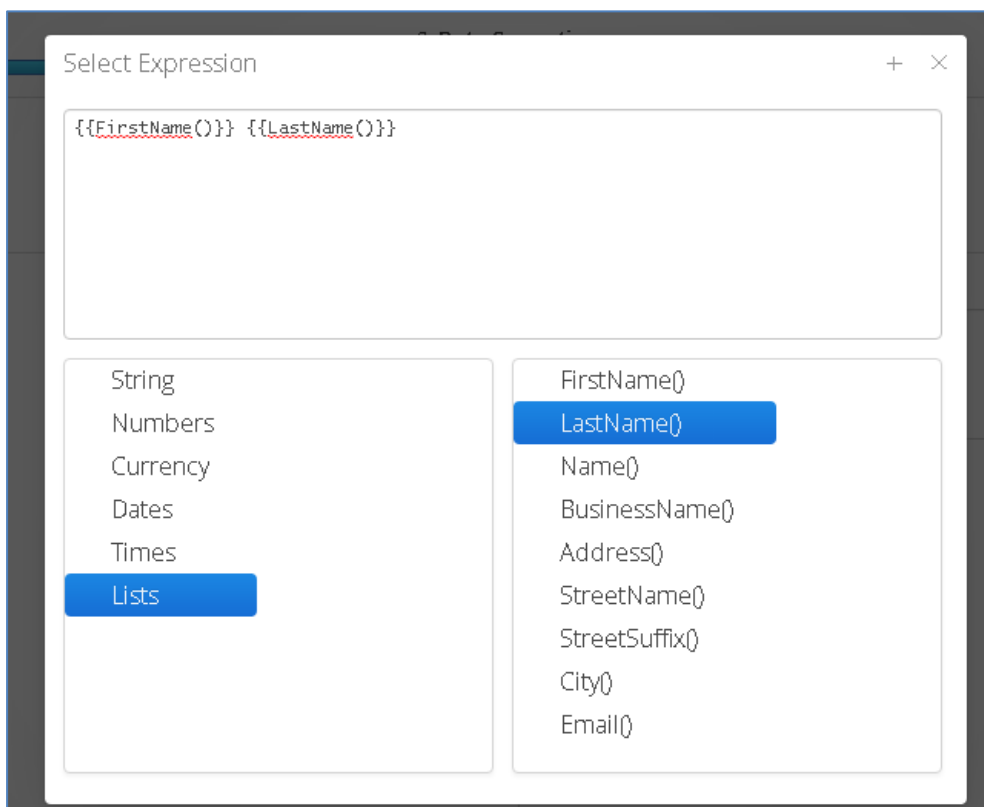 Select Expression + ×
{{FirstName()}} {{LastName()}}
String
Numbers
Currency
Dates
Times
Lists
FirstName()
LastName()
Name()
BusinessName()
Address()
StreetName()
StreetSuffix()
City()
Email()